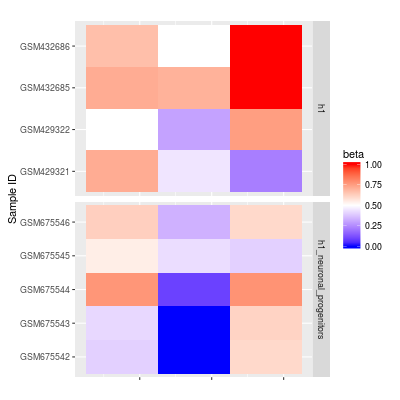 GSM432686
GSM432685
GSM429322
GSM429321
h1
GSM675546
GSM675545
GSM675544
GSM675543
GSM675542
h1_neuronal_progenitors
Sample ID
beta
1.00
0.75
0.50
0.25
0.00